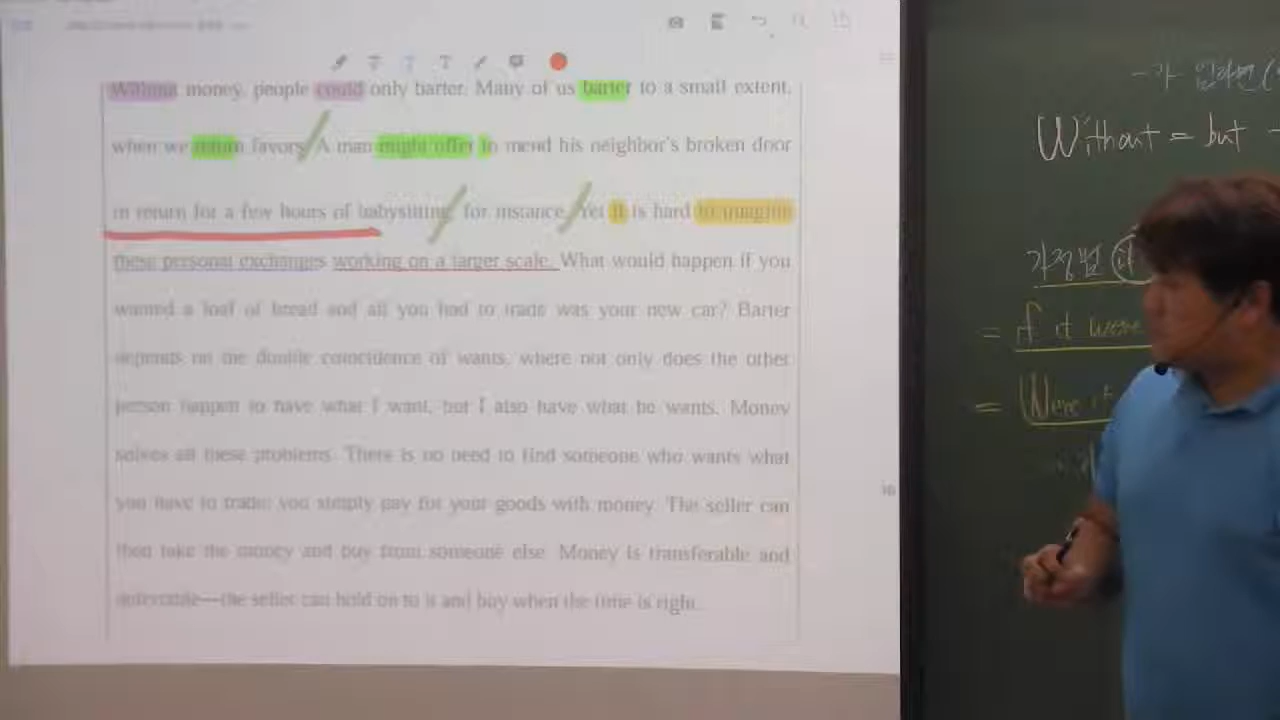 Without money, people could only barter. Many of us barter to a small extent,
when we return favors. A man might offer to mend his neighbor's broken door
in return for a few hours of babysitting, for instance. Yet it is hard to imagine
these personal exchanges working on a larger scale. What would happen if you
wanted a loaf of bread and all you had to trade was your new car? Barter
depends on the double coincidence of wants, where not only does the other
person happen to have what I want, but I also have what he wants. Money
solves all these problems. There is no need to find someone who wants what
you have to trade; you simply pay for your goods with money. The seller can
then take the money and buy from someone else. Money is transferable and
deferrable—the seller can hold on to it and buy when the time is right.
Without = but
가정법 if
= if it were
= Were it